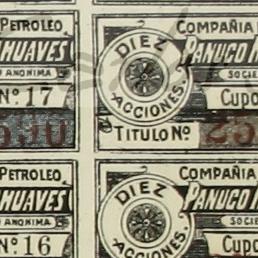 PETROLEO
HUAVES
ANONIMA
Nº. 17
COMPAÑIA
DIEZ
ACCIONES.
PANUCO
SOCIE
Cupo
TITULO Nº
PETROLEO
HUAVES
ANONIMA
Nº. 16
COMPAÑIA
DIEZ
ACCIONES.
PANUCO
SOCIE
Cupo